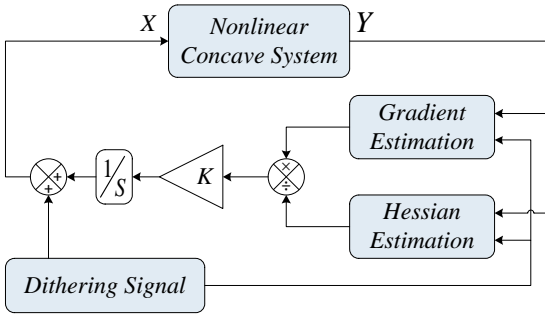 X
Nonlinear
Concave System
Y
Gradient
Estimation
×
÷
K
1/S
+
+
Hessian
Estimation
Dithering Signal